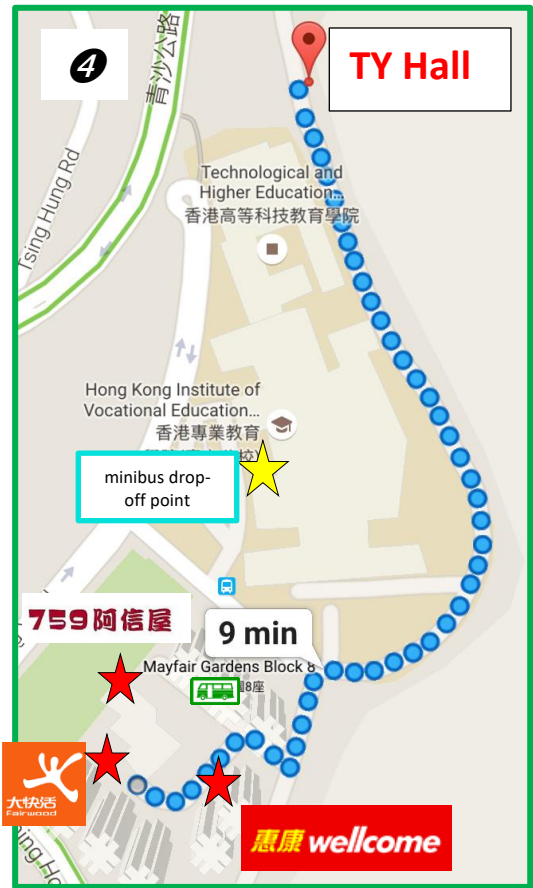 ❹
TY Hall
青沙公路
Tsing Hung Rd
Technological and
Higher Education...
香港高等科技教育學院
Hong Kong Institute of
Vocational Education...
香港專業教育
校)
minibus drop-
off point
759阿信屋
9 min
Mayfair Gardens Block 8
8座
大快活
Fairwood
惠康 wellcome